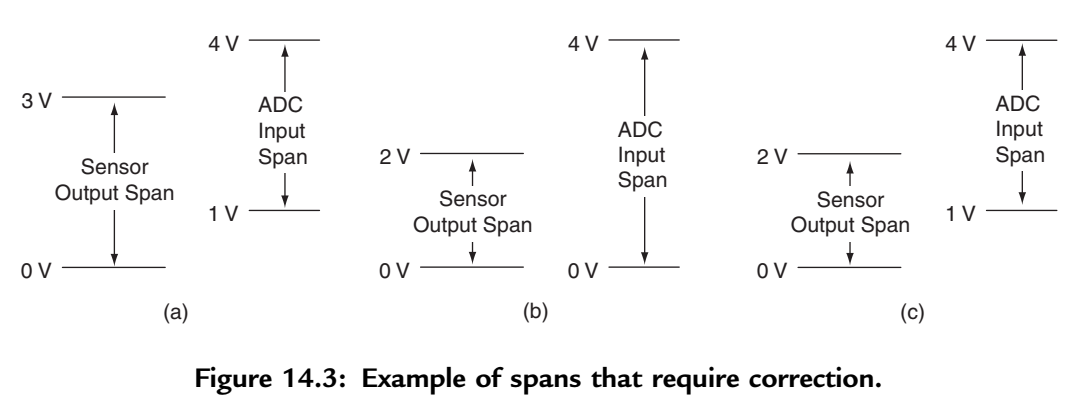 3 V
Sensor
Output Span
0 V
4 V
ADC
Input
Span
1 V
(a)
2 V
Sensor
Output Span
0 V
4 V
ADC
Input
Span
0 V
(b)
2 V
Sensor
Output Span
0 V
4 V
ADC
Input
Span
1 V
(c)
Figure 14.3: Example of spans that require correction.